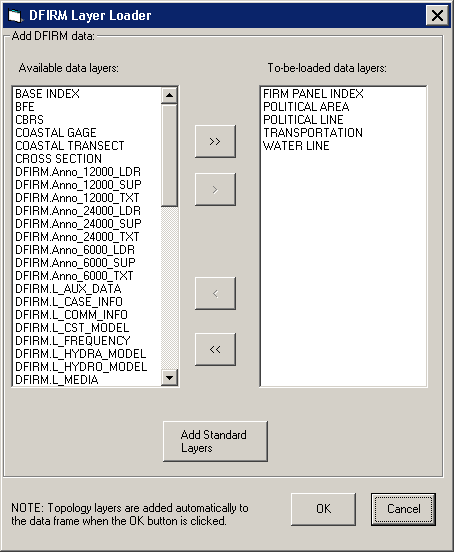 DFIRM Layer Loader
Add DFIRM data:
Available data layers:
BASE INDEX
BFE
CBRS
COASTAL GAGE
COASTAL TRANSECT
CROSS SECTION
DFIRM.Anno_12000_LDR
DFIRM.Anno_12000_SUP
DFIRM.Anno_12000_TXT
DFIRM.Anno_24000_LDR
DFIRM.Anno_24000_SUP
DFIRM.Anno_24000_TXT
DFIRM.Anno_6000_LDR
DFIRM.Anno_6000_SUP
DFIRM.Anno_6000_TXT
DFIRM.L_AUX_DATA
DFIRM.L_CASE_INFO
DFIRM.L_COMM_INFO
DFIRM.L_CST_MODEL
DFIRM.L_FREQUENCY
DFIRM.L_HYDRA_MODEL
DFIRM.L_HYDRO_MODEL
DFIRM.L_MEDIA
>>
>
<
<<
To-be-loaded data layers:
FIRM PANEL INDEX
POLITICAL AREA
POLITICAL LINE
TRANSPORTATION
WATER LINE
Add Standard
Layers
NOTE: Topology layers are added automatically to
the data frame when the OK button is clicked.
OK
Cancel